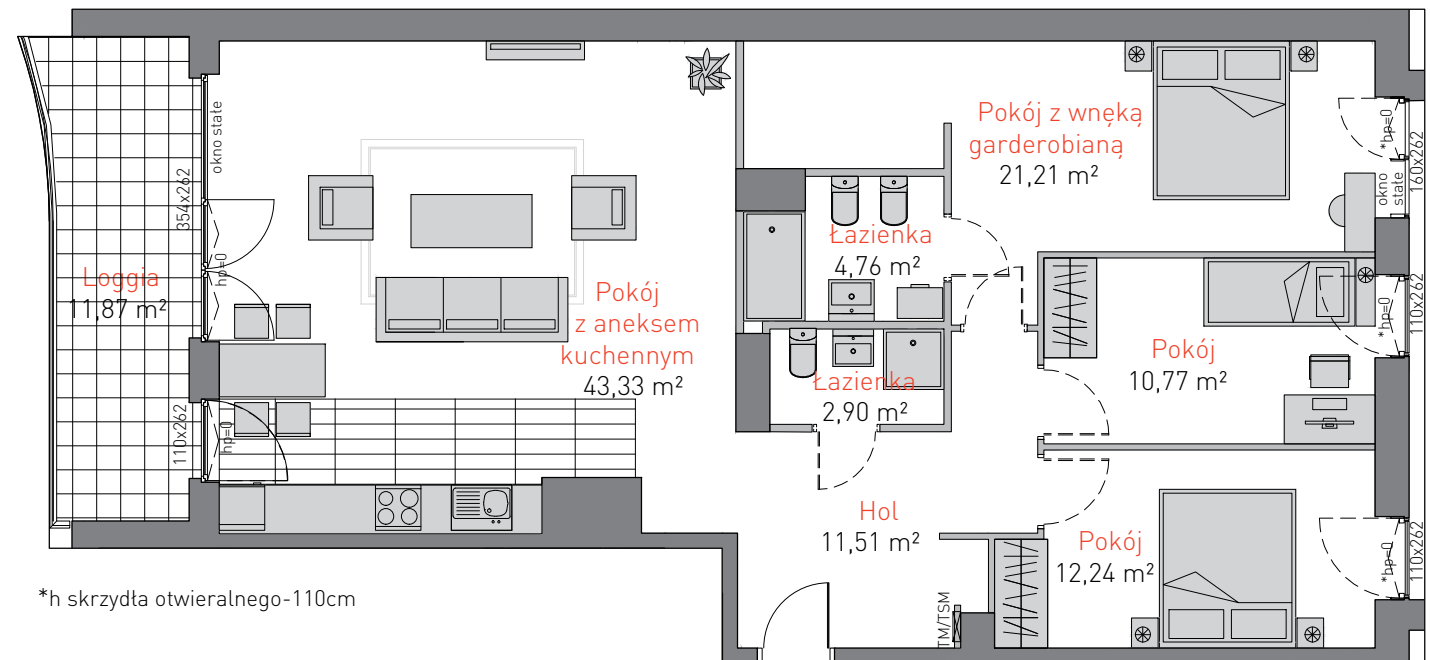 okno stałe
354x262
hp=0
Loggia
11,87 m²
110x262
hp=0
Pokój
z aneksem
kuchennym
43,33 m²
Łazienka
4,76 m²
Łazienka
2,90 m²
Hol
11,51 m²
TM/TSM
Pokój z wnęką
garderobianą
21,21 m²
*hp=0
160x262
okno
stałe
Pokój
10,77 m²
*hp=0
110x262
Pokój
12,24 m²
*hp=0
110x262
*h skrzydła otwieralnego-110cm